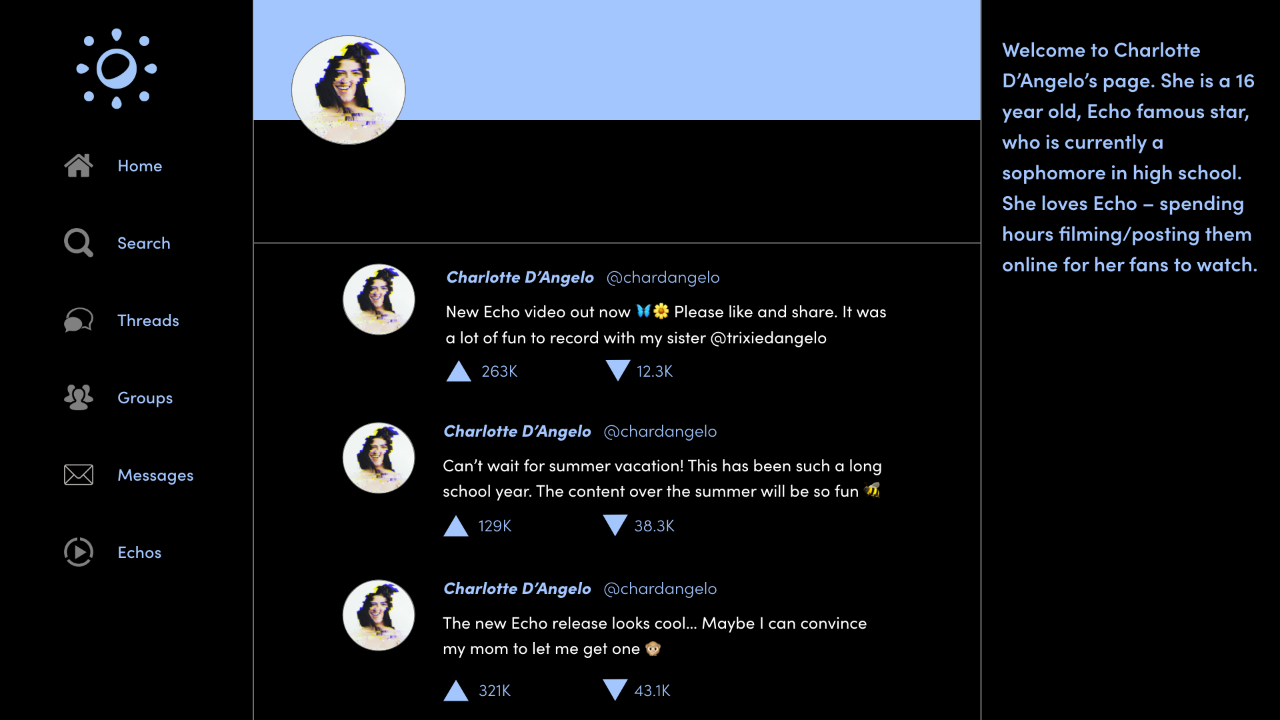 Home
Search
Threads
Groups
Messages
Echos
Charlotte D’Angelo @chardangelo
New Echo video out now 🦋🌼 Please like and share. It was
a lot of fun to record with my sister @trixiedangelo
263K 12.3K
Charlotte D’Angelo @chardangelo
Can’t wait for summer vacation! This has been such a long
school year. The content over the summer will be so fun 🐝
129K 38.3K
Charlotte D’Angelo @chardangelo
The new Echo release looks cool... Maybe I can convince
my mom to let me get one 🐵
321K 43.1K
Welcome to Charlotte
D’Angelo’s page. She is a 16
year old, Echo famous star,
who is currently a
sophomore in high school.
She loves Echo – spending
hours filming/posting them
online for her fans to watch.